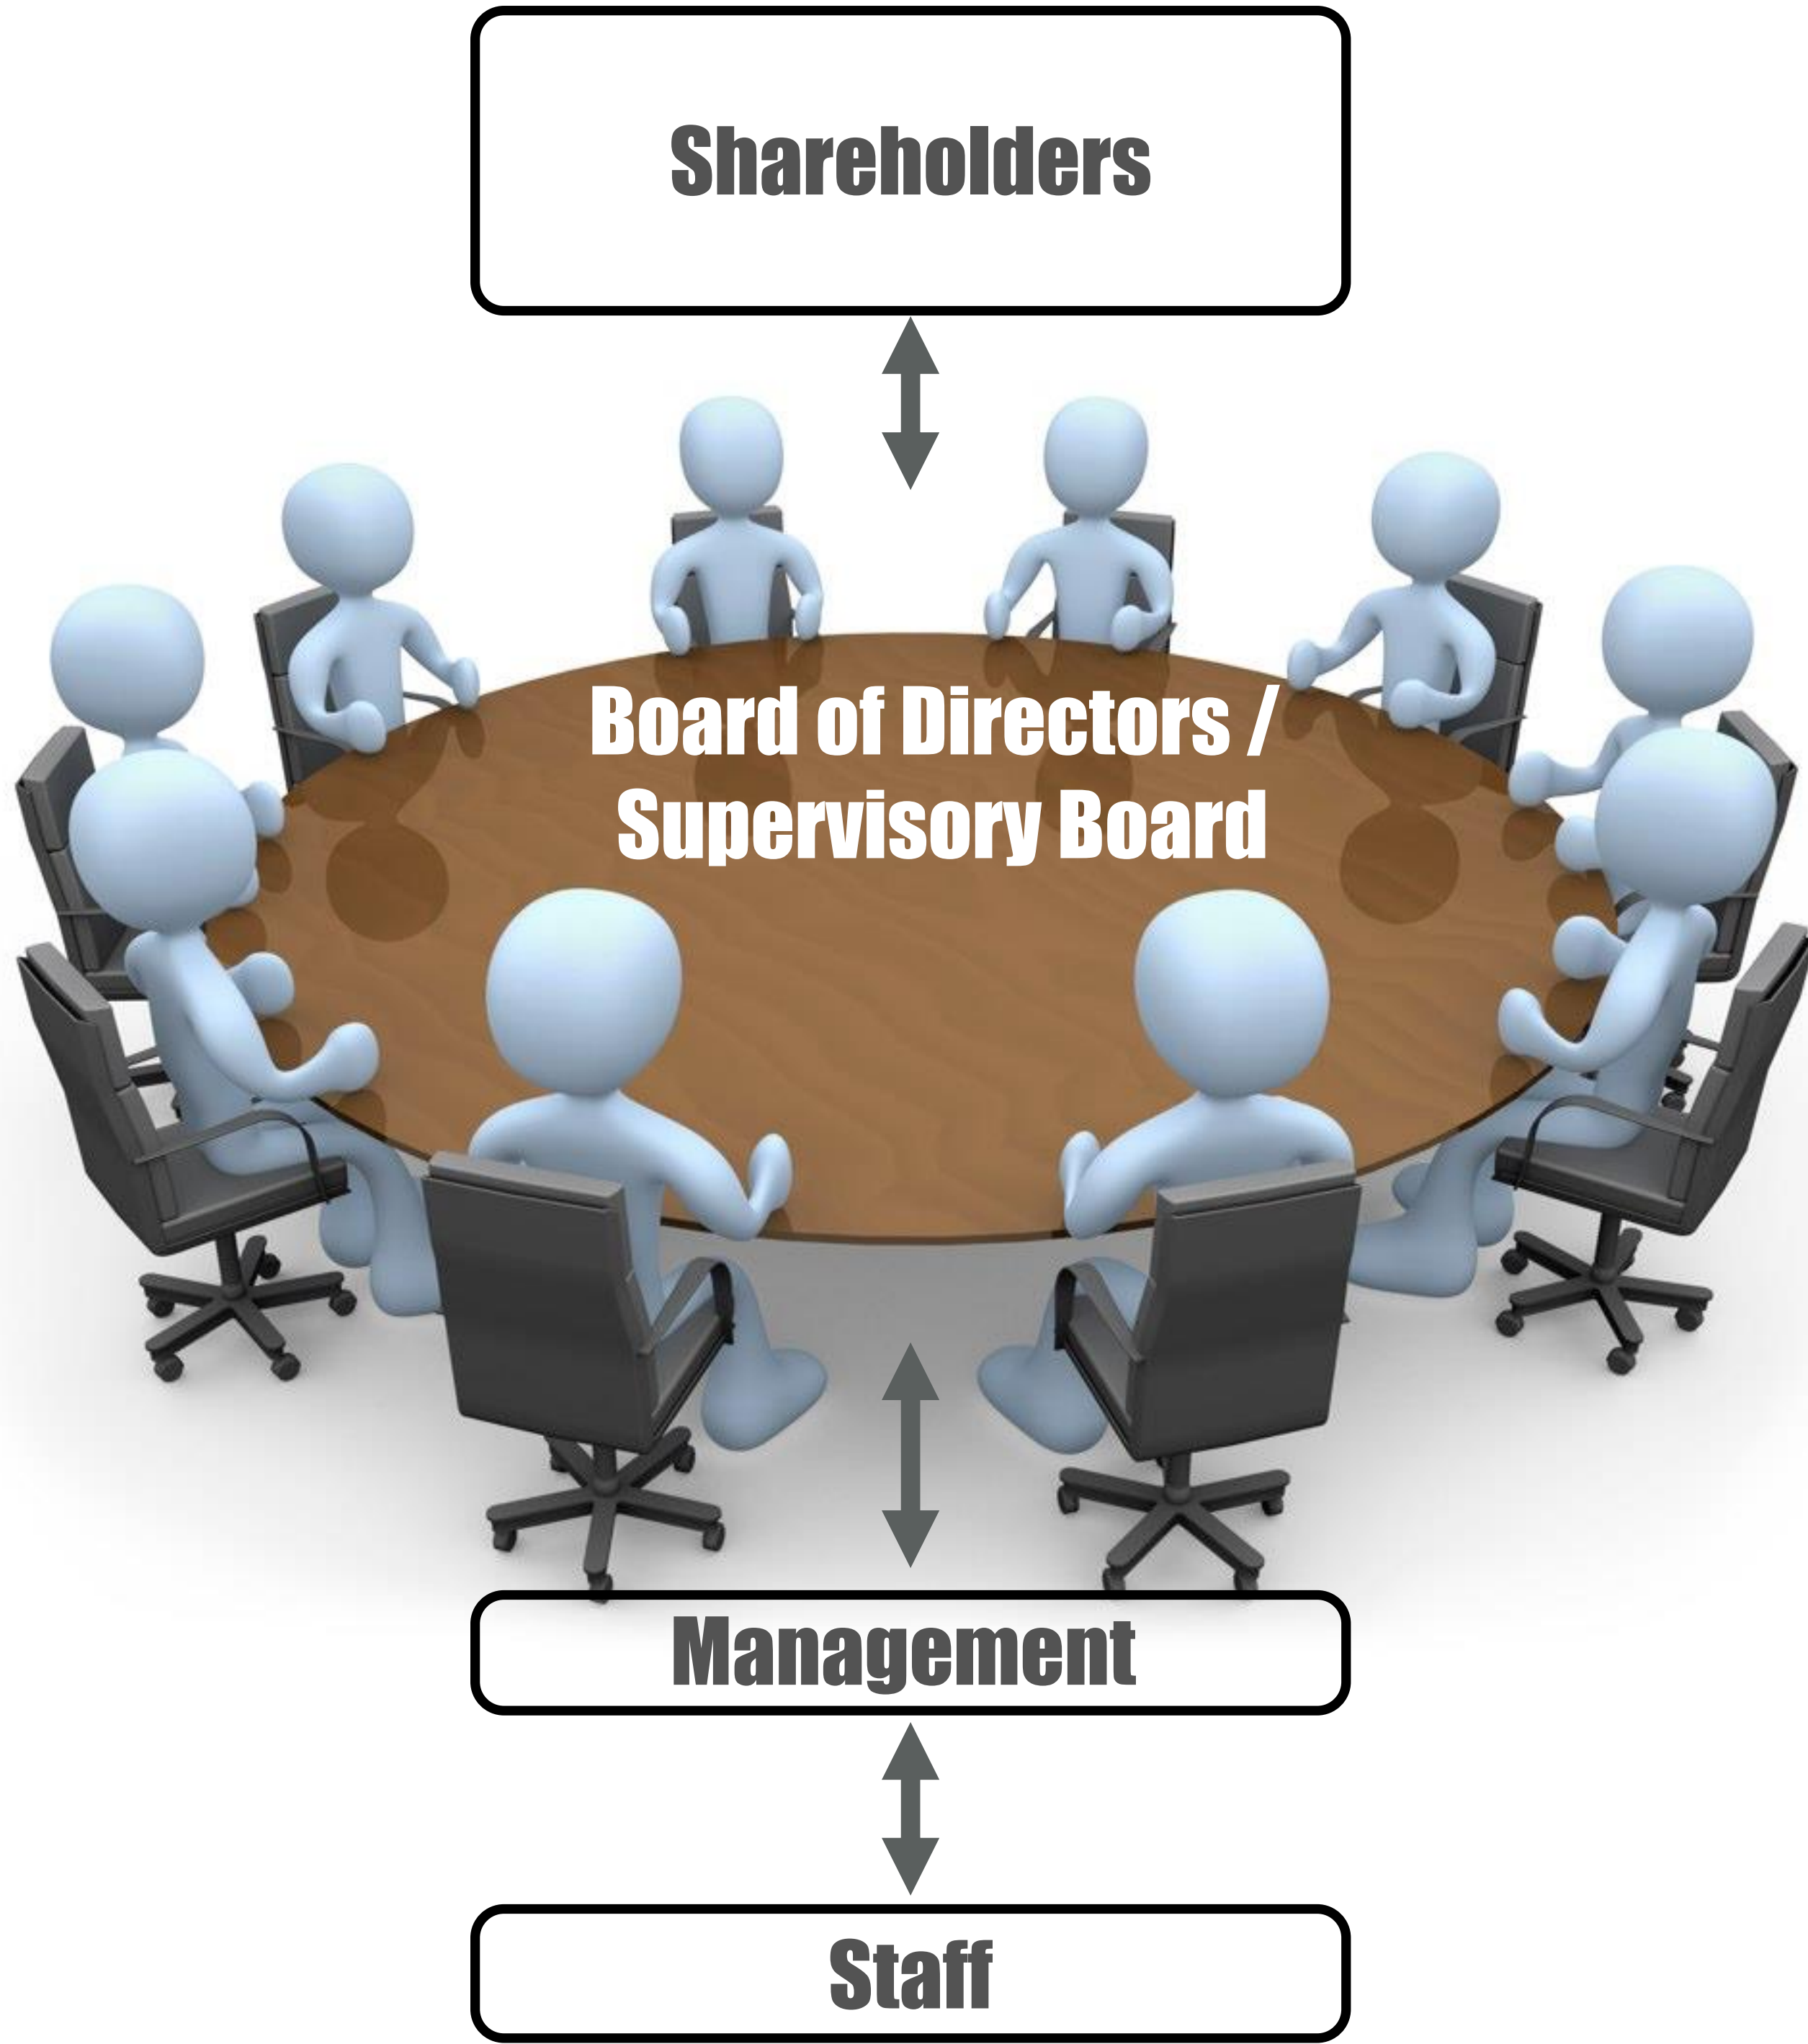 Shareholders
Board of Directors /
Supervisory Board
Management
Staff